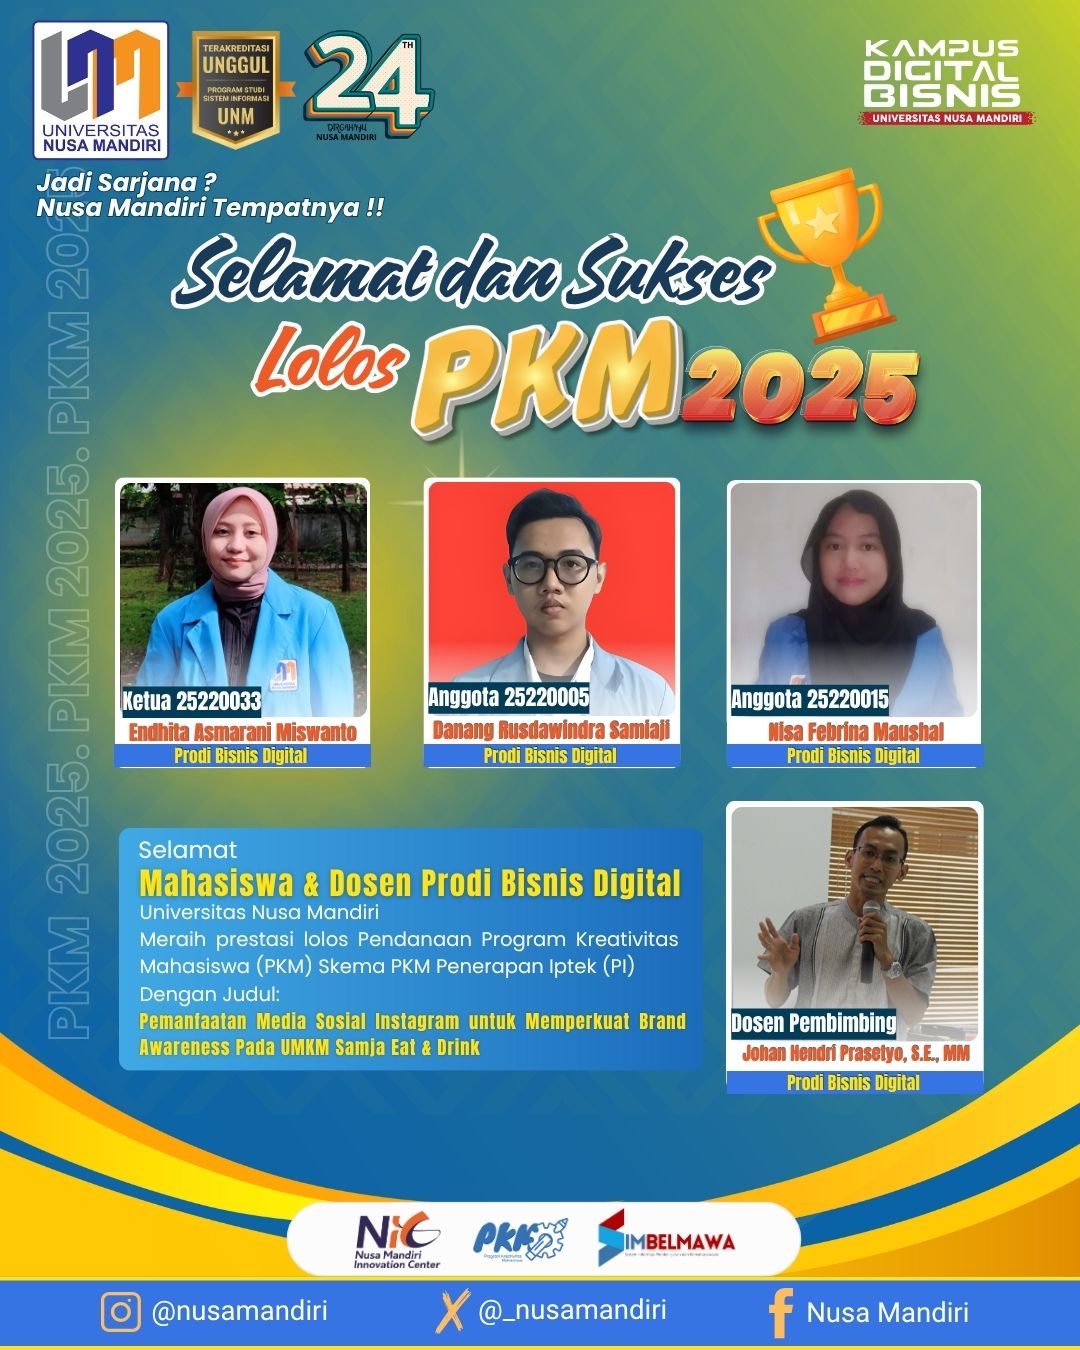 UNIVERSITAS
NUSA MANDIRI
TERAKREDITASI
UNGGUL
PROGRAM STUDI
SISTEM INFORMASI
UNM
24TH
DIRGAHAYU
NUSA MANDIRI
KAMPUS
DIGITAL
BISNIS
UNIVERSITAS NUSA MANDIRI
Jadi Sarjana ?
Nusa Mandiri Tempatnya !!
Selamat dan Sukses
Lolos PKM 2025
PKM 2025. PKM 2025. PKM 2025
Ketua 25220033
Endhita Asmarani Miswanto
Prodi Bisnis Digital
Anggota 25220005
Danang Rusdawindra Samiaji
Prodi Bisnis Digital
Anggota 25220015
Nisa Febrina Maushal
Prodi Bisnis Digital
Selamat
Mahasiswa & Dosen Prodi Bisnis Digital
Universitas Nusa Mandiri
Meraih prestasi lolos Pendanaan Program Kreativitas
Mahasiswa (PKM) Skema PKM Penerapan Iptek (PI)
Dengan Judul:
Pemanfaatan Media Sosial Instagram untuk Memperkuat Brand
Awareness Pada UMKM Samja Eat & Drink
Dosen Pembimbing
Johan Hendri Prasetyo, S.E., MM
Prodi Bisnis Digital
NIC
Nusa Mandiri
Innovation Center
PKM
Program Kreativitas
Mahasiswa
SIMBELMAWA
@nusamandiri
@_nusamandiri
Nusa Mandiri